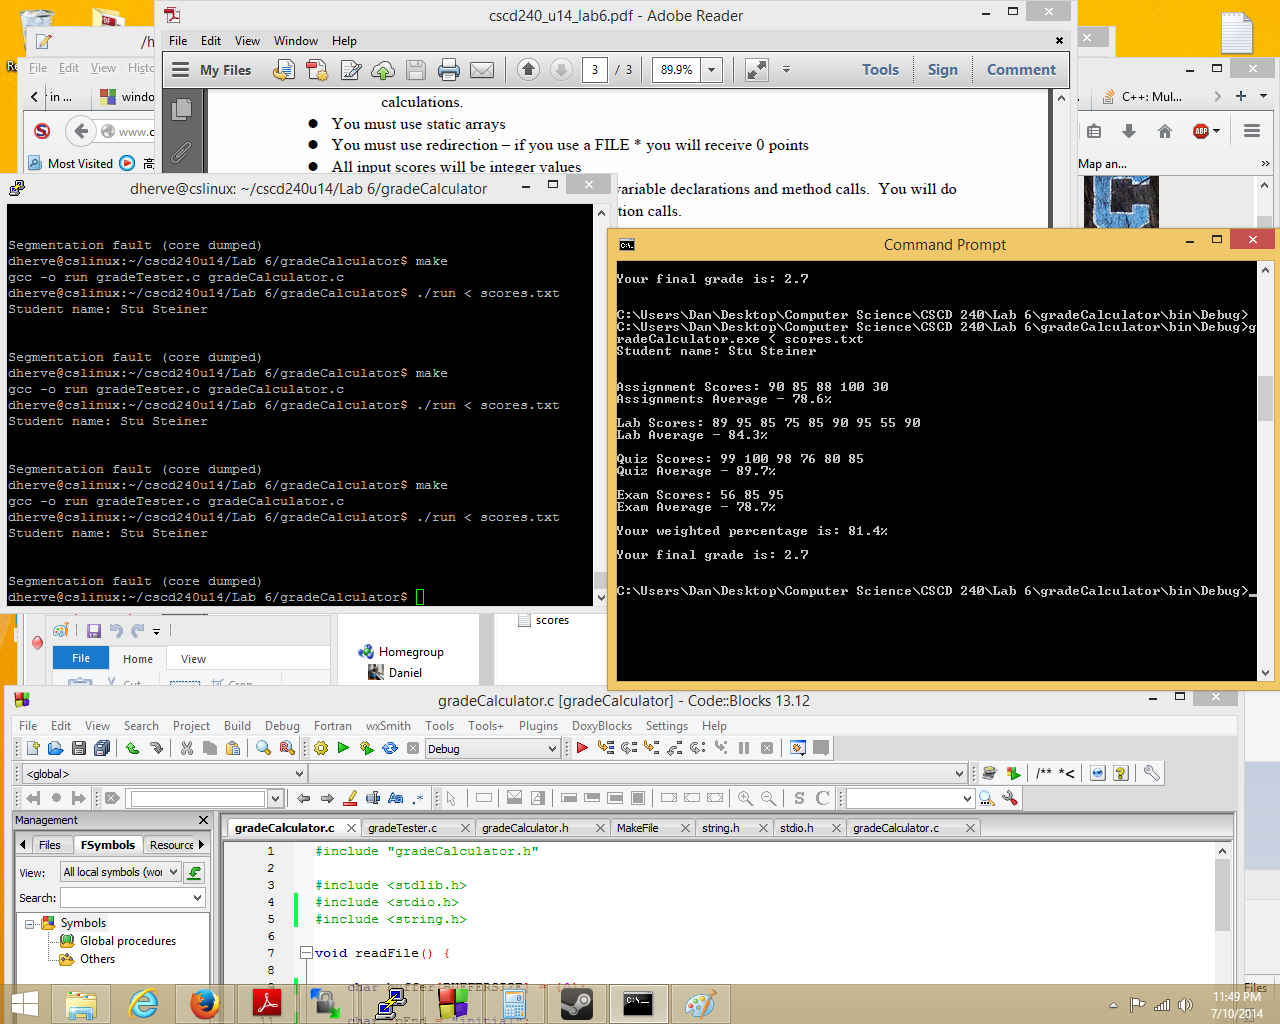 cscd240_u14_lab6.pdf - Adobe Reader
File Edit View Window Help
My Files 3 / 3 89.9% Tools Sign Comment
calculations.
● You must use static arrays
● You must use redirection – if you use a FILE * you will receive 0 points
● All input scores will be integer values
variable declarations and method calls. You will do
tion calls.
/h
File Edit View Histo
r in ...
windo
www.c
Most Visited
C++: Mul...
ABP
Map an...
»
dherve@cslinux: ~/cscd240u14/Lab 6/gradeCalculator
Segmentation fault (core dumped)
dherve@cslinux:~/cscd240u14/Lab 6/gradeCalculator$ make
gcc -o run gradeTester.c gradeCalculator.c
dherve@cslinux:~/cscd240u14/Lab 6/gradeCalculator$ ./run < scores.txt
Student name: Stu Steiner
Segmentation fault (core dumped)
dherve@cslinux:~/cscd240u14/Lab 6/gradeCalculator$ make
gcc -o run gradeTester.c gradeCalculator.c
dherve@cslinux:~/cscd240u14/Lab 6/gradeCalculator$ ./run < scores.txt
Student name: Stu Steiner
Segmentation fault (core dumped)
dherve@cslinux:~/cscd240u14/Lab 6/gradeCalculator$ make
gcc -o run gradeTester.c gradeCalculator.c
dherve@cslinux:~/cscd240u14/Lab 6/gradeCalculator$ ./run < scores.txt
Student name: Stu Steiner
Segmentation fault (core dumped)
dherve@cslinux:~/cscd240u14/Lab 6/gradeCalculator$
Command Prompt
Your final grade is: 2.7
C:\Users\Dan\Desktop\Computer Science\CSCD 240\Lab 6\gradeCalculator\bin\Debug>
C:\Users\Dan\Desktop\Computer Science\CSCD 240\Lab 6\gradeCalculator\bin\Debug>g
radeCalculator.exe < scores.txt
Student name: Stu Steiner
Assignment Scores: 90 85 88 100 30
Assignments Average - 78.6%
Lab Scores: 89 95 85 75 85 90 95 55 90
Lab Average - 84.3%
Quiz Scores: 99 100 98 76 80 85
Quiz Average - 89.7%
Exam Scores: 56 85 95
Exam Average - 78.7%
Your weighted percentage is: 81.4%
Your final grade is: 2.7
C:\Users\Dan\Desktop\Computer Science\CSCD 240\Lab 6\gradeCalculator\bin\Debug>
scores
File Home View
Cut
Crop
Homegroup
Daniel
gradeCalculator.c [gradeCalculator] - Code::Blocks 13.12
File Edit View Search Project Build Debug Fortran wxSmith Tools Tools+ Plugins DoxyBlocks Settings Help
Debug
<global>
/** *<
Aa .* S C
Management
Files FSymbols Resource
View: All local symbols (wor
Search:
Symbols
Global procedures
Others
gradeCalculator.c gradeTester.c gradeCalculator.h MakeFile string.h stdio.h gradeCalculator.c
1 #include "gradeCalculator.h"
2
3 #include <stdlib.h>
4 #include <stdio.h>
5 #include <string.h>
6
7 void readFile() {
8
9 char buffer[BUFFERSIZE] = {0};
11 char *pEnd = "initial";
Files
11:49 PM
7/10/2014